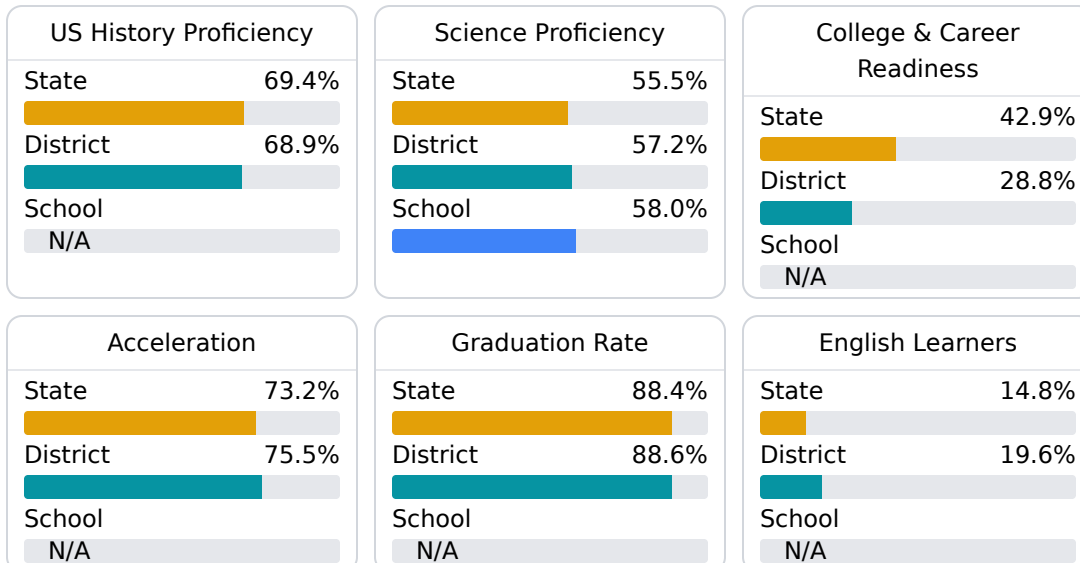 US History Proficiency
State 69.4%
District 68.9%
School
N/A
Science Proficiency
State 55.5%
District 57.2%
School 58.0%
College & Career
Readiness
State 42.9%
District 28.8%
School
N/A
Acceleration
State 73.2%
District 75.5%
School
N/A
Graduation Rate
State 88.4%
District 88.6%
School
N/A
English Learners
State 14.8%
District 19.6%
School
N/A